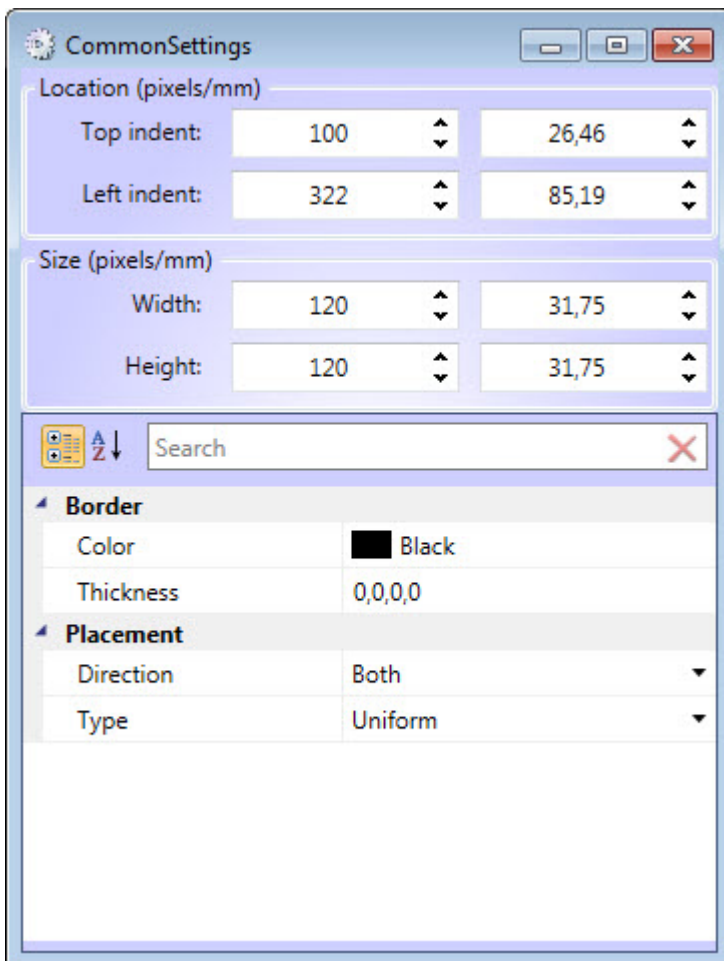 CommonSettings
Location (pixels/mm)
Top indent: 100 26,46
Left indent: 322 85,19
Size (pixels/mm)
Width: 120 31,75
Height: 120 31,75
A
Z Search
Border
Color Black
Thickness 0,0,0,0
Placement
Direction Both
Type Uniform